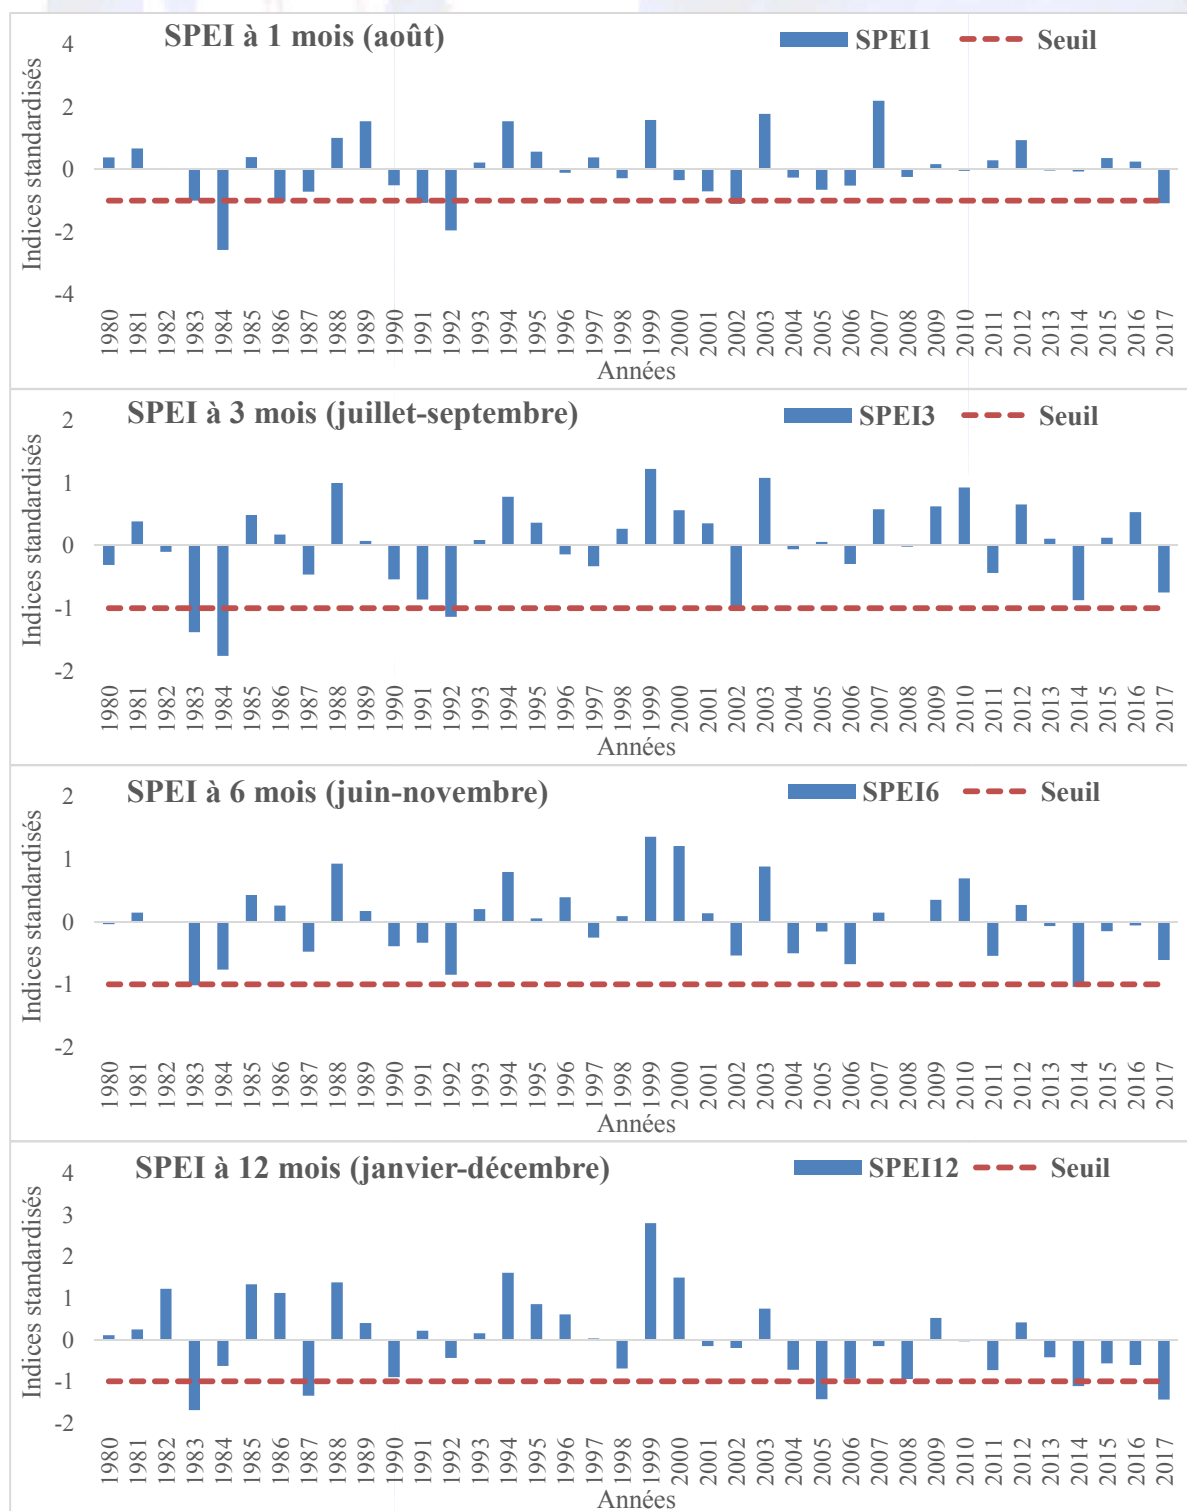 SPEI à 1 mois (août)
SPEI1 Seuil
Indices standardisés
4
2
0
-2
-4
1980 1981 1982 1983 1984 1985 1986 1987 1988 1989 1990 1991 1992 1993 1994 1995 1996 1997 1998 1999 2000 2001 2002 2003 2004 2005 2006 2007 2008 2009 2010 2011 2012 2013 2014 2015 2016 2017
Années
SPEI à 3 mois (juillet-septembre)
SPEI3 Seuil
Indices standardisés
2
1
0
-1
-2
1980 1981 1982 1983 1984 1985 1986 1987 1988 1989 1990 1991 1992 1993 1994 1995 1996 1997 1998 1999 2000 2001 2002 2003 2004 2005 2006 2007 2008 2009 2010 2011 2012 2013 2014 2015 2016 2017
Années
SPEI à 6 mois (juin-novembre)
SPEI6 Seuil
Indices standardisés
2
1
0
-1
-2
1980 1981 1982 1983 1984 1985 1986 1987 1988 1989 1990 1991 1992 1993 1994 1995 1996 1997 1998 1999 2000 2001 2002 2003 2004 2005 2006 2007 2008 2009 2010 2011 2012 2013 2014 2015 2016 2017
Années
SPEI à 12 mois (janvier-décembre)
SPEI12 Seuil
Indices standardisés
4
3
2
1
0
-1
-2
1980 1981 1982 1983 1984 1985 1986 1987 1988 1989 1990 1991 1992 1993 1994 1995 1996 1997 1998 1999 2000 2001 2002 2003 2004 2005 2006 2007 2008 2009 2010 2011 2012 2013 2014 2015 2016 2017
Années